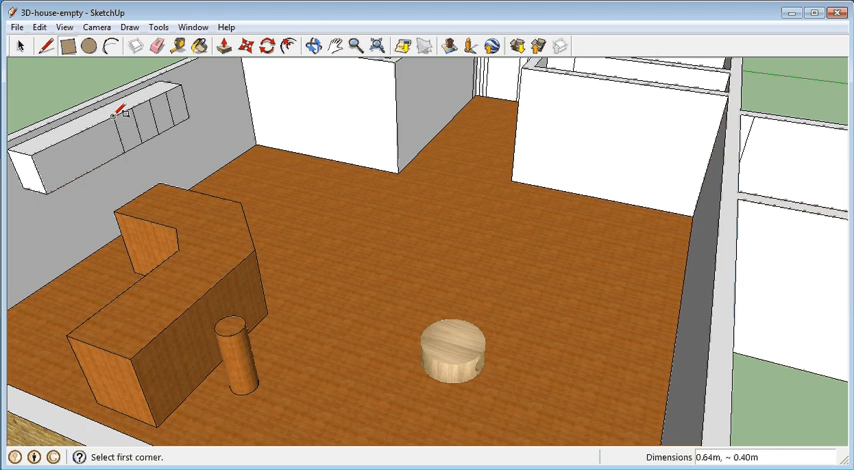 3D-house-empty - SketchUp
File Edit View Camera Draw Tools Window Help
Select first corner. Dimensions 0.64m, ~ 0.40m